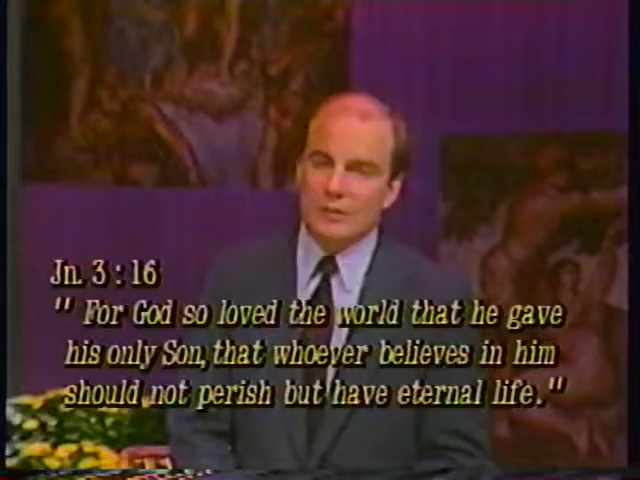 Jn. 3:16
"For God so loved the world that he gave
his only Son, that whoever believes in him
should not perish but have eternal life."